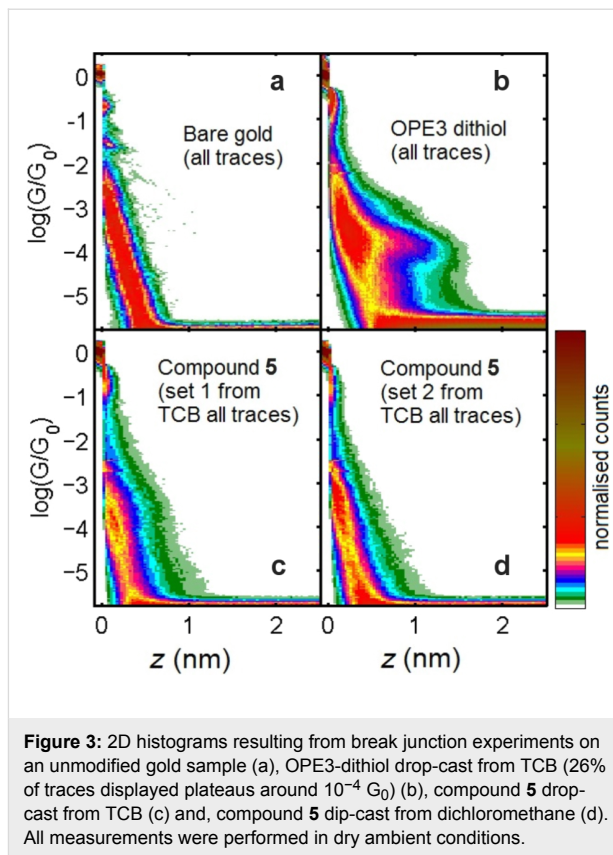 a
b
0
-1
-2
-3
-4
-5
log(G/G0)
Bare gold
(all traces)
OPE3 dithiol
(all traces)
0
-1
-2
-3
-4
-5
log(G/G0)
Compound 5
(set 1 from
TCB all traces)
Compound 5
(set 2 from
TCB all traces)
c
d
normalised counts
0 1 2
0 1 2
z (nm)
z (nm)
Figure 3: 2D histograms resulting from break junction experiments on
an unmodified gold sample (a), OPE3-dithiol drop-cast from TCB (26%
of traces displayed plateaus around 10⁻⁴ G₀) (b), compound 5 drop-
cast from TCB (c) and, compound 5 dip-cast from dichloromethane (d).
All measurements were performed in dry ambient conditions.